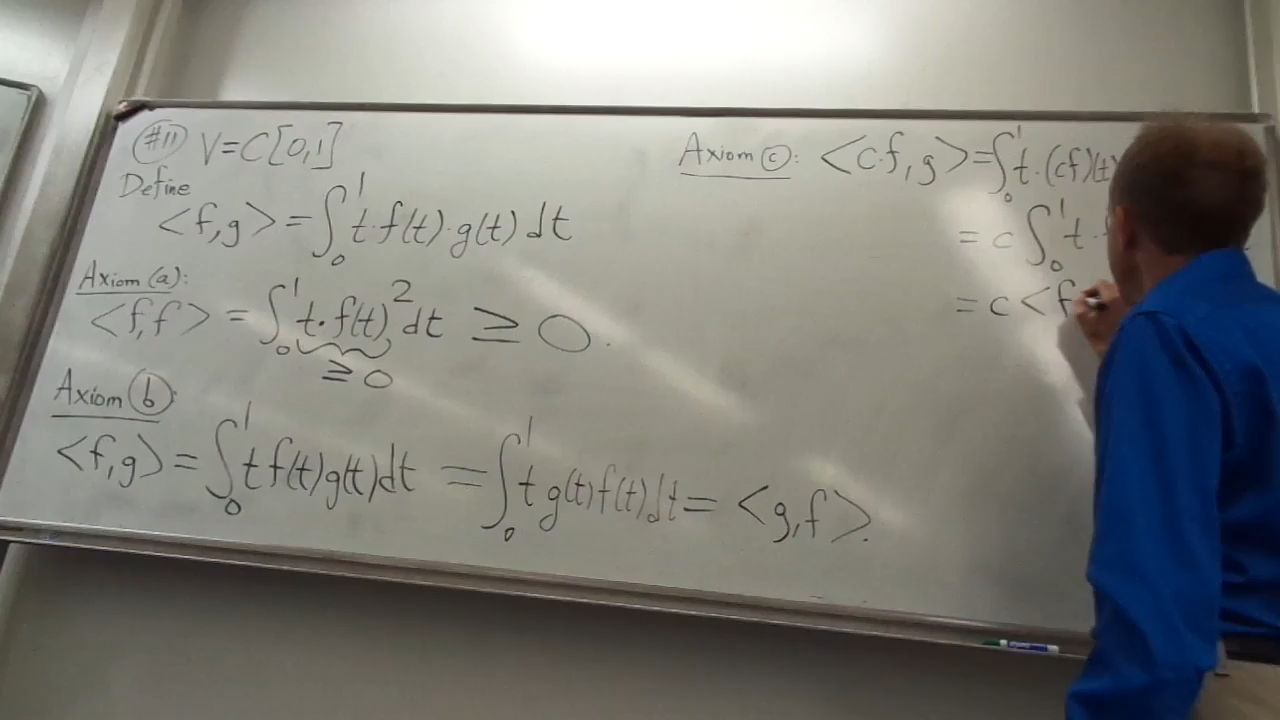 #11 V=C[0,1]
Define
<f,g> = ∫₀¹ t·f(t)·g(t) dt
Axiom (a):
<f,f> = ∫₀¹ t·f(t)² dt ≥ 0.
≥ 0
Axiom (b):
<f,g> = ∫₀¹ t f(t)g(t)dt = ∫₀¹ t g(t)f(t)dt = <g,f>.
Axiom (c): <c·f,g> = ∫₀¹ t·(cf)(t)
= c ∫₀¹ t·
= c <f